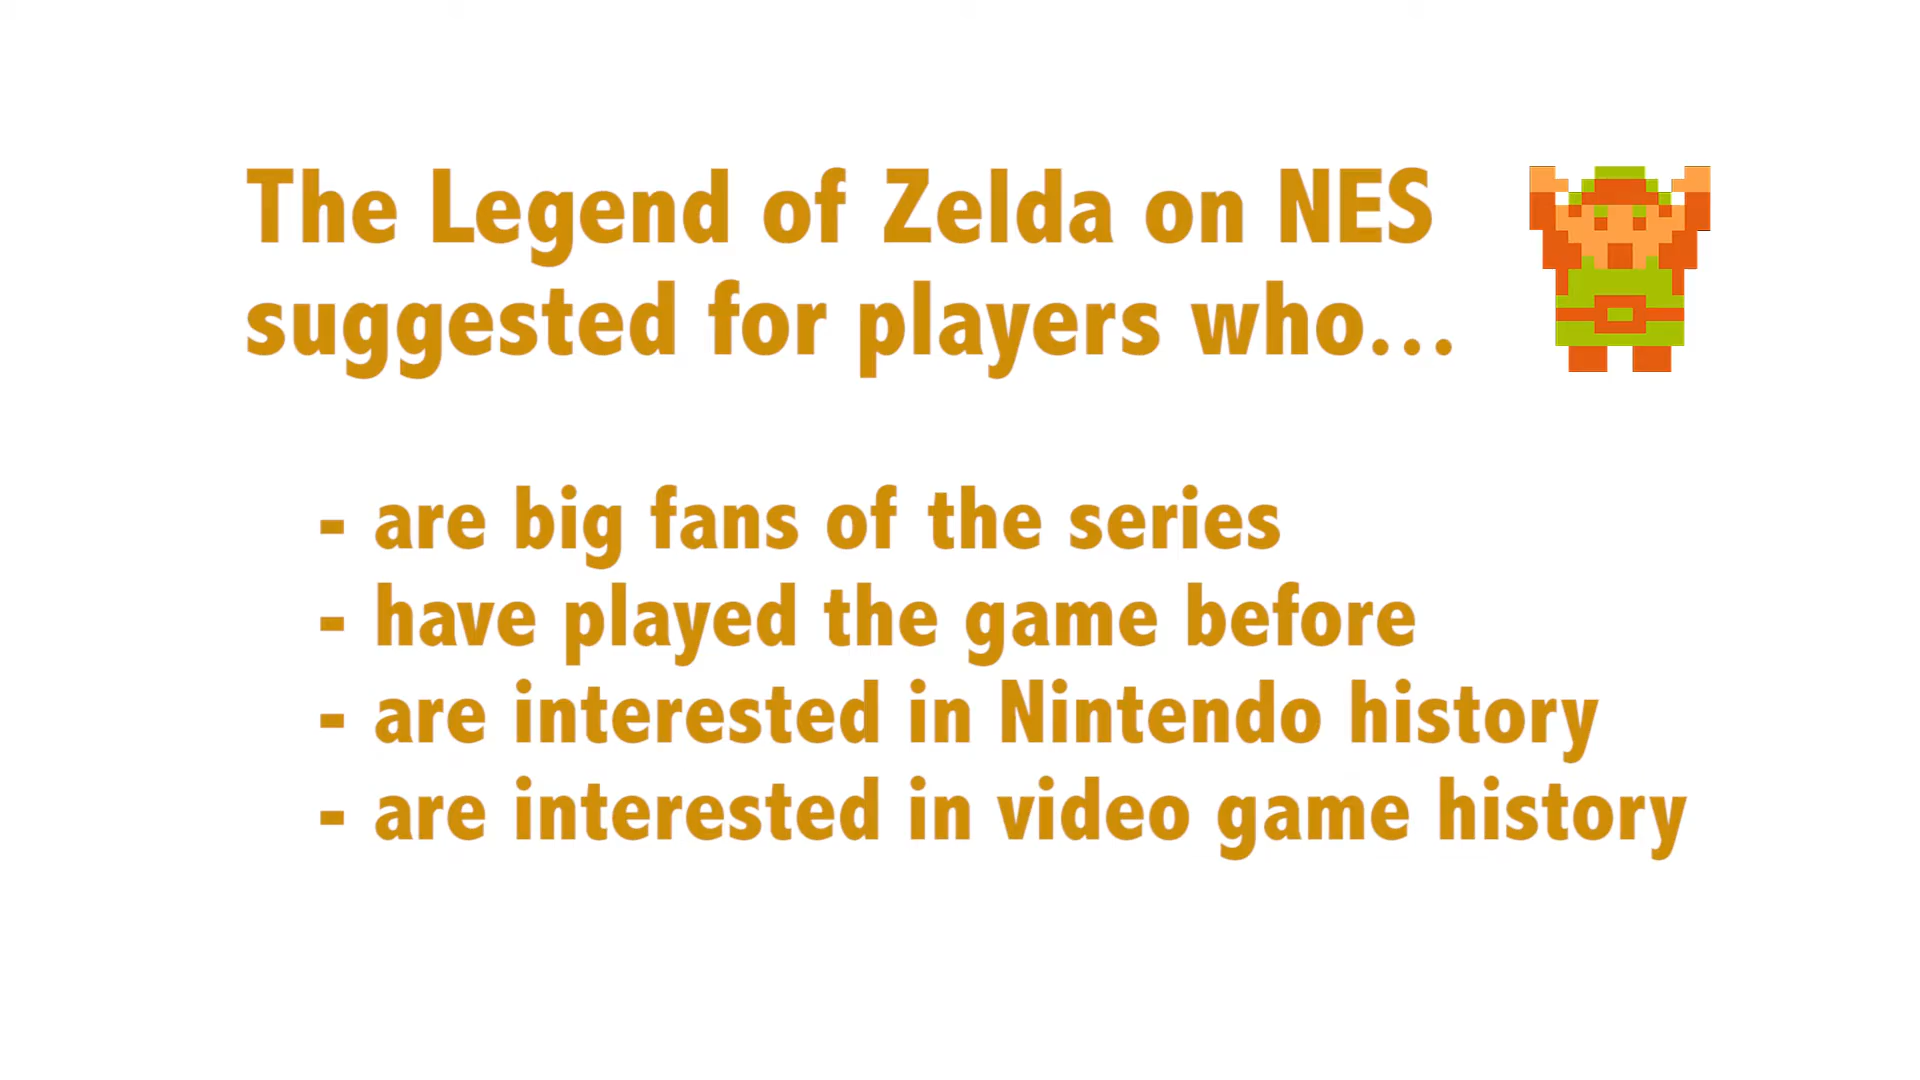 The Legend of Zelda on NES
suggested for players who...
- are big fans of the series
- have played the game before
- are interested in Nintendo history
- are interested in video game history